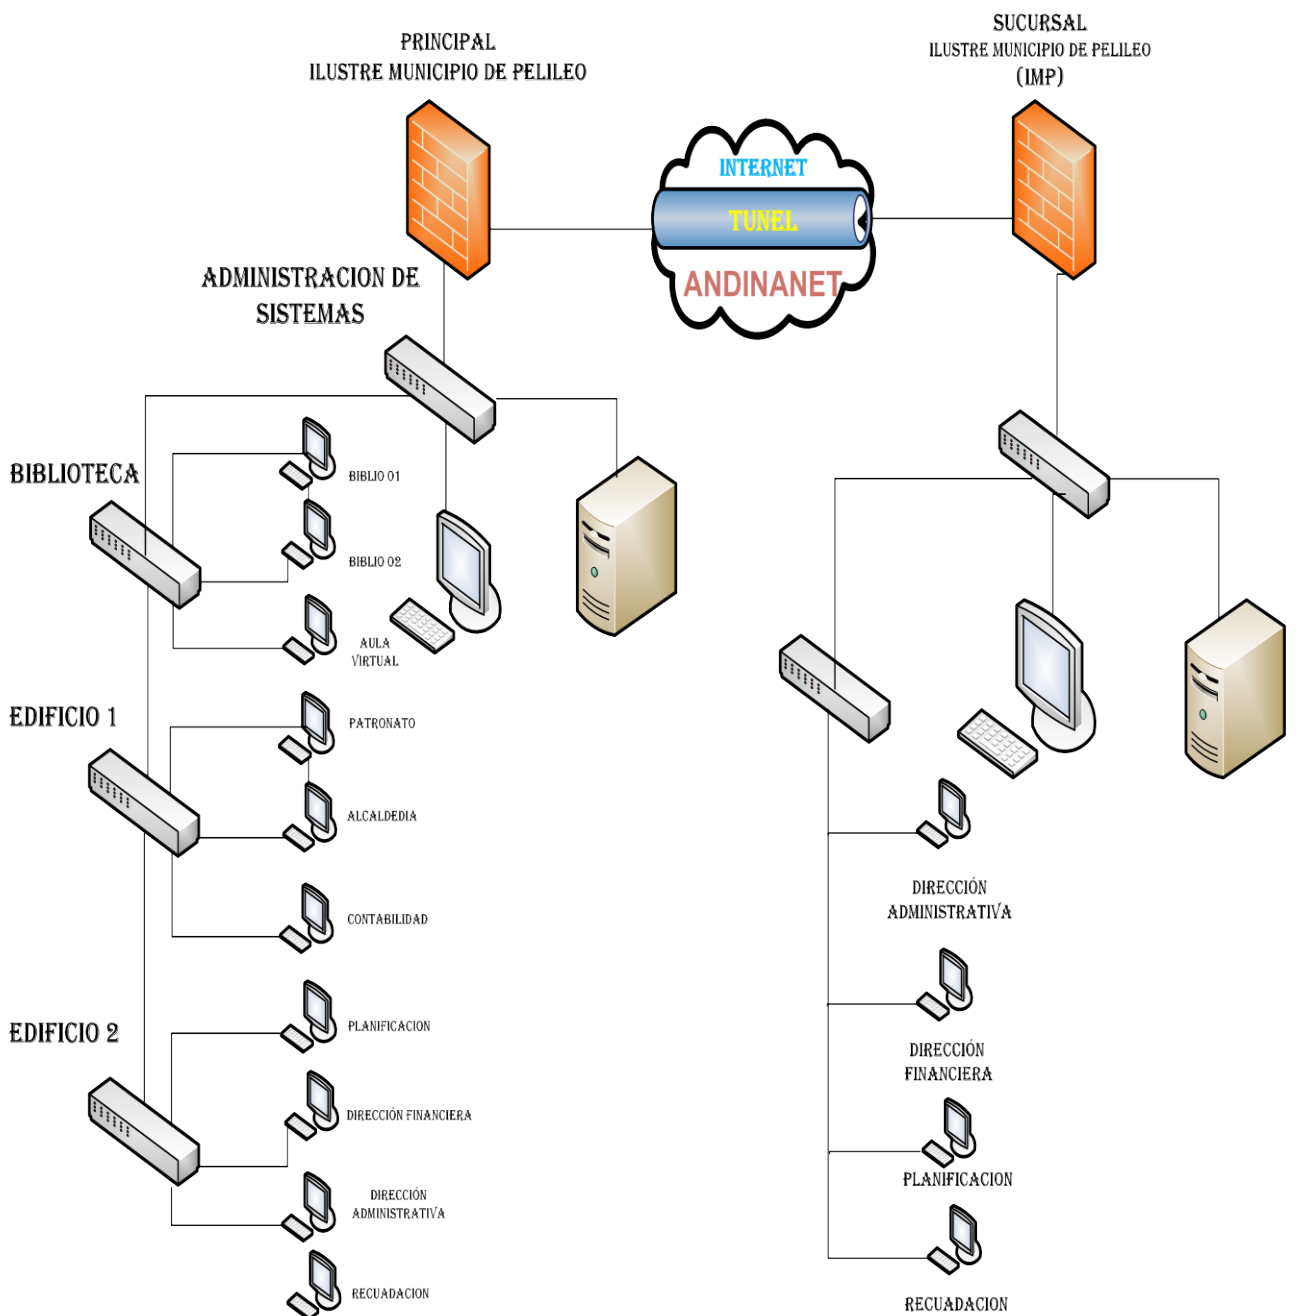 PRINCIPAL
ILUSTRE MUNICIPIO DE PELILEO
SUCURSAL
ILUSTRE MUNICIPIO DE PELILEO
(IMP)
INTERNET
TUNEL
ANDINANET
ADMINISTRACION DE
SISTEMAS
BIBLIOTECA
BIBLIO 01
BIBLIO 02
AULA
VIRTUAL
EDIFICIO 1
PATRONATO
ALCALDEDIA
CONTABILIDAD
EDIFICIO 2
PLANIFICACION
DIRECCIÓN FINANCIERA
DIRECCIÓN
ADMINISTRATIVA
RECUADACION
DIRECCIÓN
ADMINISTRATIVA
DIRECCIÓN
FINANCIERA
PLANIFICACION
RECUADACION